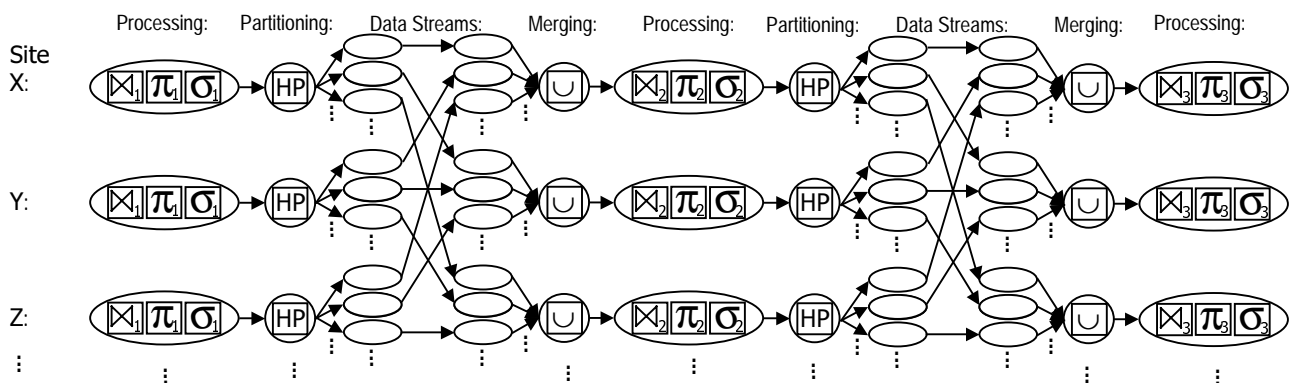 Processing: Partitioning: Data Streams: Merging: Processing: Partitioning: Data Streams: Merging: Processing:
Site
X: ⋈1 π1 σ1 HP ∪ ⋈2 π2 σ2 HP ∪ ⋈3 π3 σ3
Y: ⋈1 π1 σ1 HP ∪ ⋈2 π2 σ2 HP ∪ ⋈3 π3 σ3
Z: ⋈1 π1 σ1 HP ∪ ⋈2 π2 σ2 HP ∪ ⋈3 π3 σ3